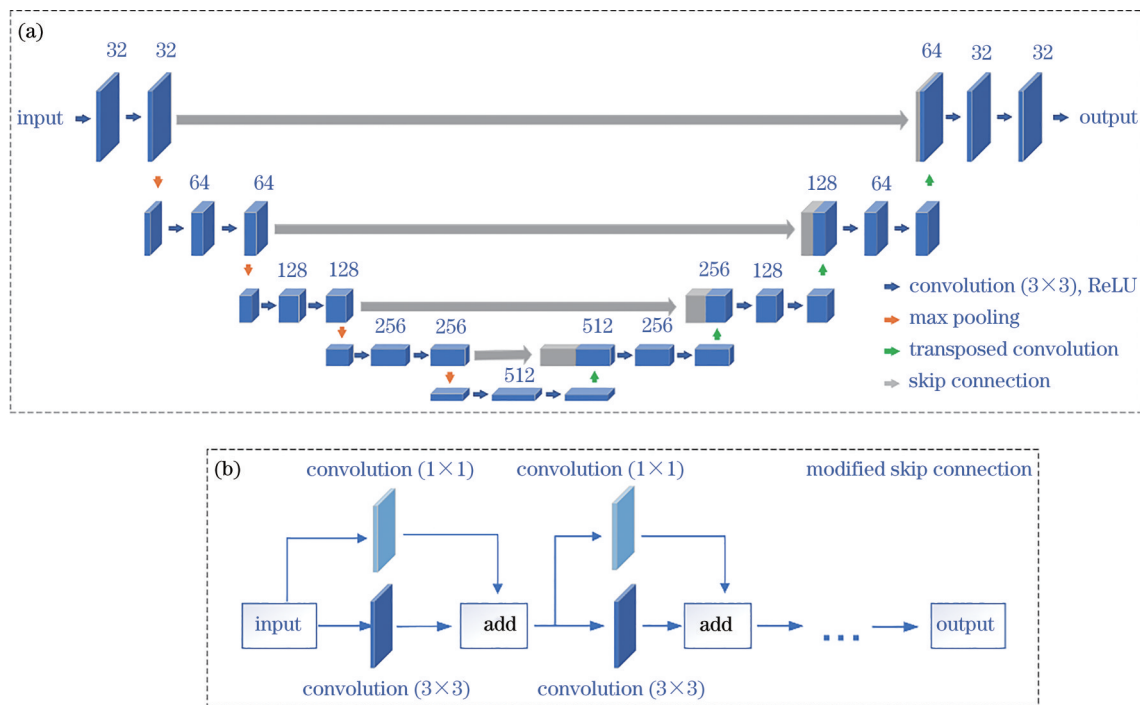 (a)
32 32 64 32 32
input output
64 64 128 64
128 128 256 128
convolution (3×3), ReLU
256 256 512 256
max pooling
transposed convolution
512
skip connection
(b)
convolution (1×1) convolution (1×1) modified skip connection
input add add ... output
convolution (3×3) convolution (3×3)